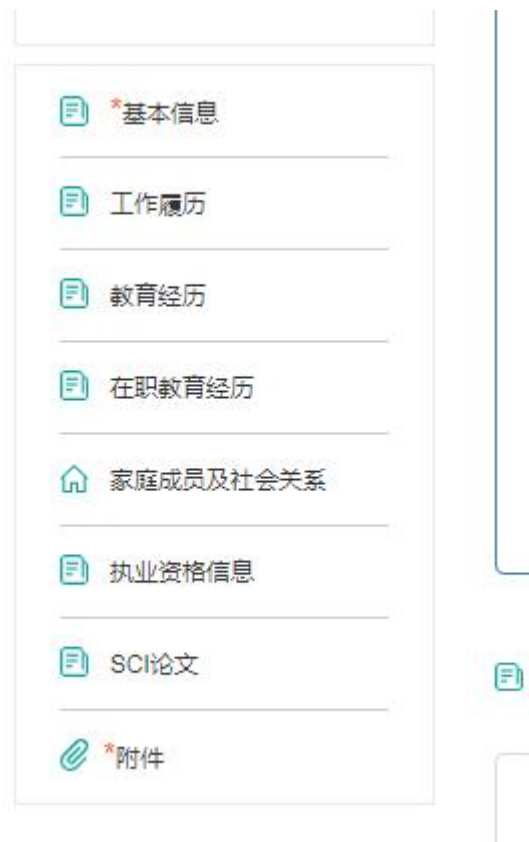 *基本信息
工作履历
教育经历
在职教育经历
家庭成员及社会关系
执业资格信息
SCI论文
*附件